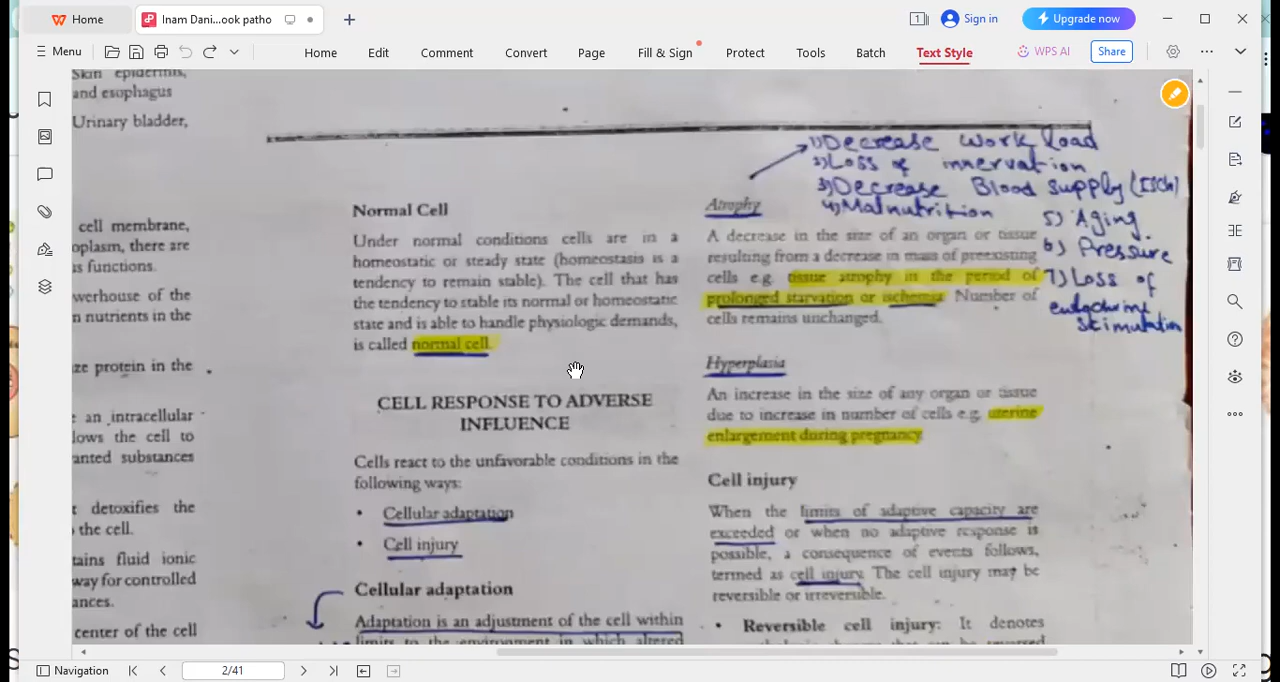 Home
Inam Dani...ook patho
1
Sign in
Upgrade now
Menu
Home
Edit
Comment
Convert
Page
Fill & Sign
Protect
Tools
Batch
Text Style
WPS AI
Share
Skin epidermis,
and esophagus
Urinary bladder,
cell membrane,
oplasm, there are
us functions.
werhouse of the
n nutrients in the
ze protein in the
e an intracellular
lows the cell to
anted substances
t detoxifies the
o the cell.
tains fluid ionic
way for controlled
ances.
center of the cell
Normal Cell
Under normal conditions cells are in a
homeostatic or steady state (homeostasis is a
tendency to remain stable). The cell that has
the tendency to stable its normal or homeostatic
state and is able to handle physiologic demands,
is called normal cell.
CELL RESPONSE TO ADVERSE
INFLUENCE
Cells react to the unfavorable conditions in the
following ways:
• Cellular adaptation
• Cell injury
Cellular adaptation
Adaptation is an adjustment of the cell within
limits to the environment in which altered
1) Decrease Work load
2) Loss of innervation
3) Decrease Blood supply (ISch)
4) Malnutrition
5) Aging
6) Pressure
7) Loss of
endocrine
stimulation
Atrophy
A decrease in the size of an organ or tissue
resulting from a decrease in mass of preexisting
cells e.g. tissue atrophy in the period of
prolonged starvation or ischemia. Number of
cells remains unchanged.
Hyperplasia
An increase in the size of any organ or tissue
due to increase in number of cells e.g. uterine
enlargement during pregnancy.
Cell injury
When the limits of adaptive capacity are
exceeded or when no adaptive response is
possible, a consequence of events follows,
termed as cell injury. The cell injury may be
reversible or irreversible.
• Reversible cell injury: It denotes
Navigation
2/41